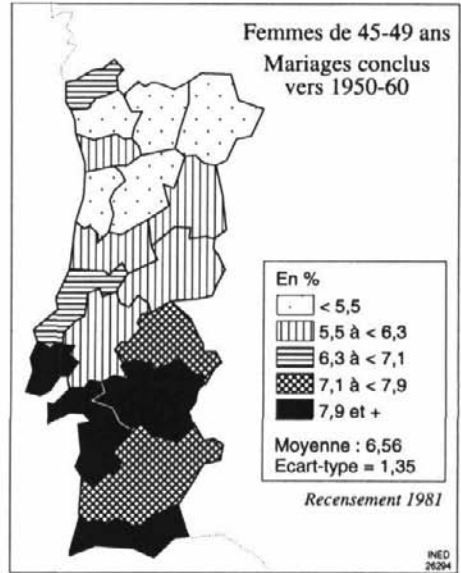 Femmes de 45-49 ans
Mariages conclus
vers 1950-60
En %
< 5,5
5,5 à < 6,3
6,3 à < 7,1
7,1 à < 7,9
7,9 et +
Moyenne : 6,56
Ecart-type = 1,35
Recensement 1981
INED
26294